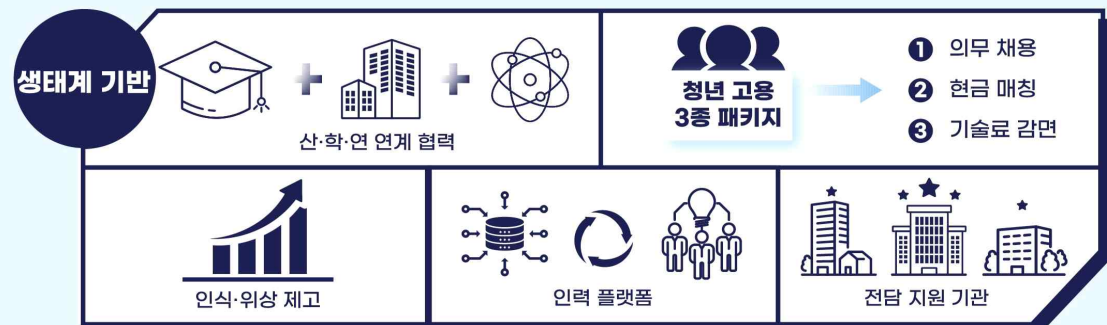 생태계 기반
산·학·연 연계 협력
청년 고용
3종 패키지
1 의무 채용
2 현금 매칭
3 기술료 감면
인식·위상 제고
인력 플랫폼
전담 지원 기관